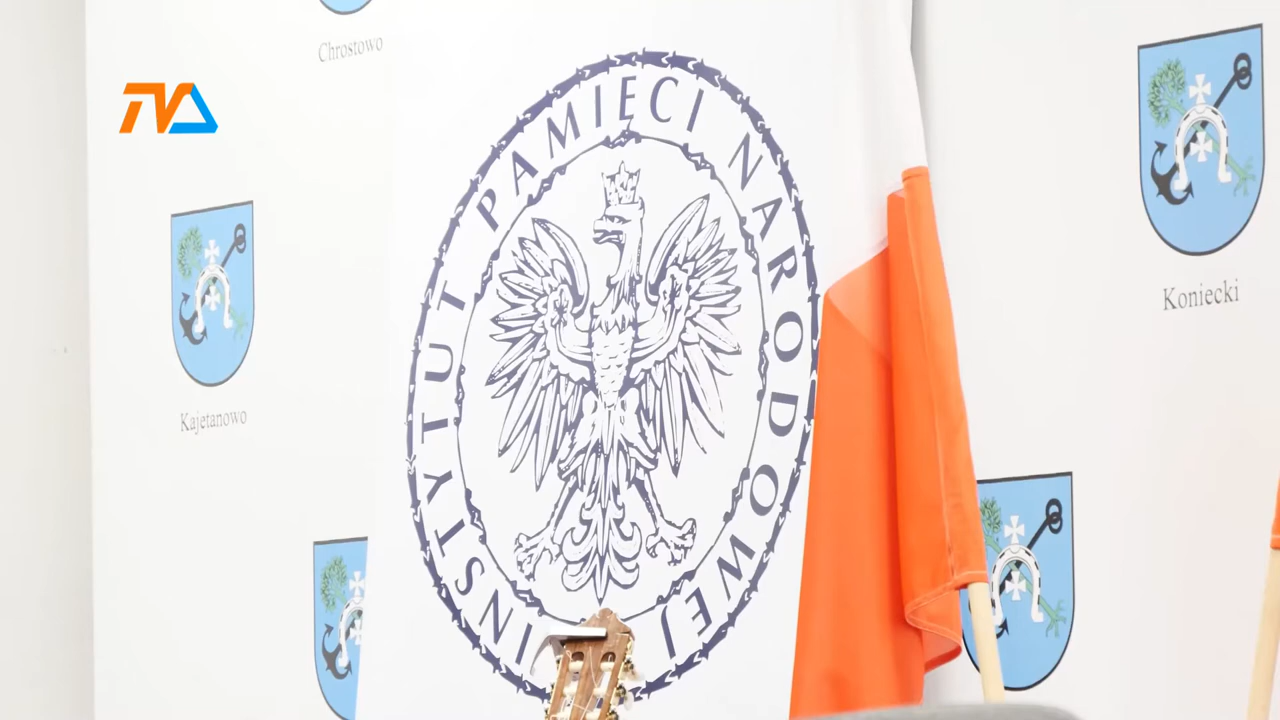 Chrostowo
TVA
INSTYTUT PAMIĘCI NARODOWEJ
Koniecki
Kajetanowo